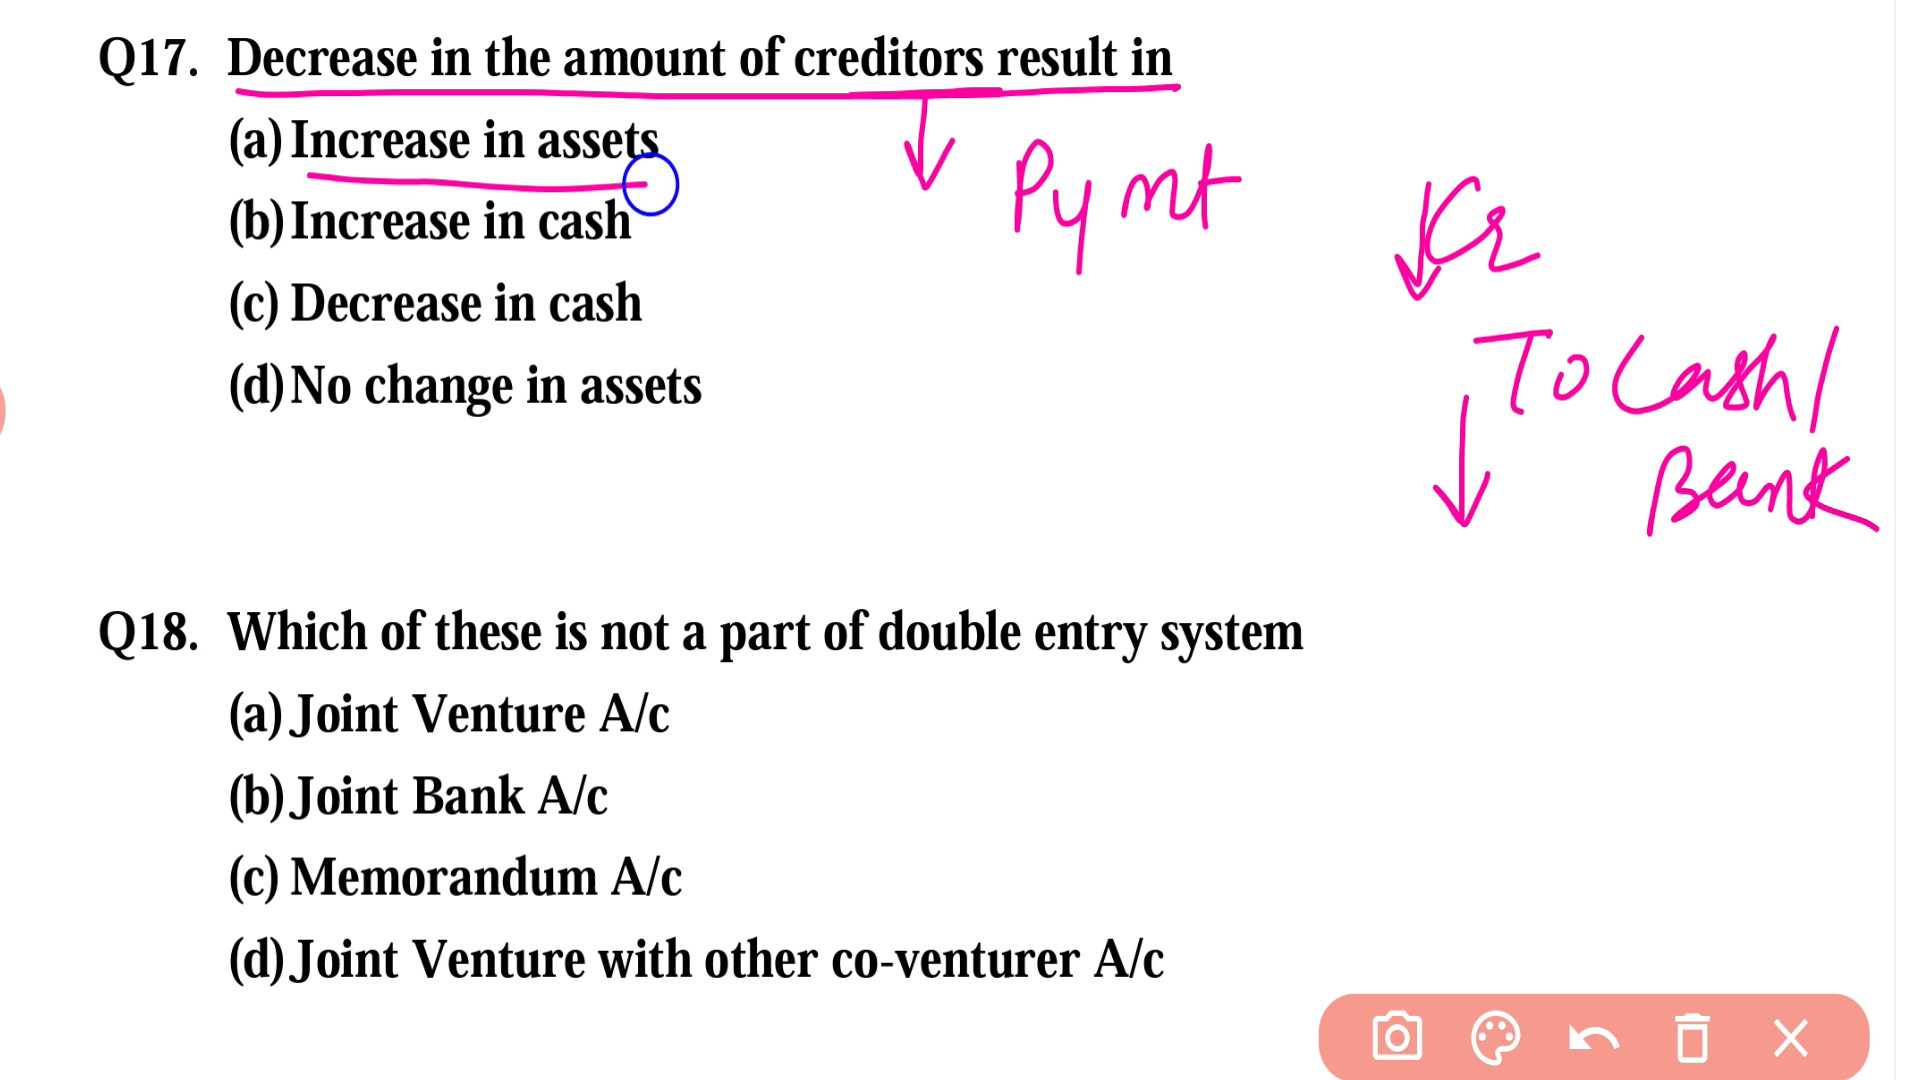 Q17. Decrease in the amount of creditors result in
(a) Increase in assets
Pymt
(b) Increase in cash
Cr
(c) Decrease in cash
To Cash/
(d) No change in assets
Bank
Q18. Which of these is not a part of double entry system
(a) Joint Venture A/c
(b) Joint Bank A/c
(c) Memorandum A/c
(d) Joint Venture with other co-venturer A/c